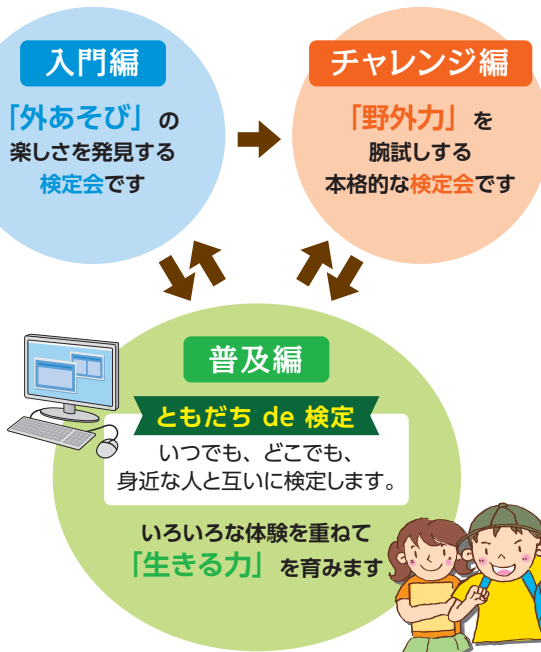 入門編
「外あそび」の
楽しさを発見する
検定会です
チャレンジ編
「野外力」を
腕試しする
本格的な検定会です
普及編
ともだち de 検定
いつでも、どこでも、
身近な人と互いに検定します。
いろいろな体験を重ねて
「生きる力」を育みます